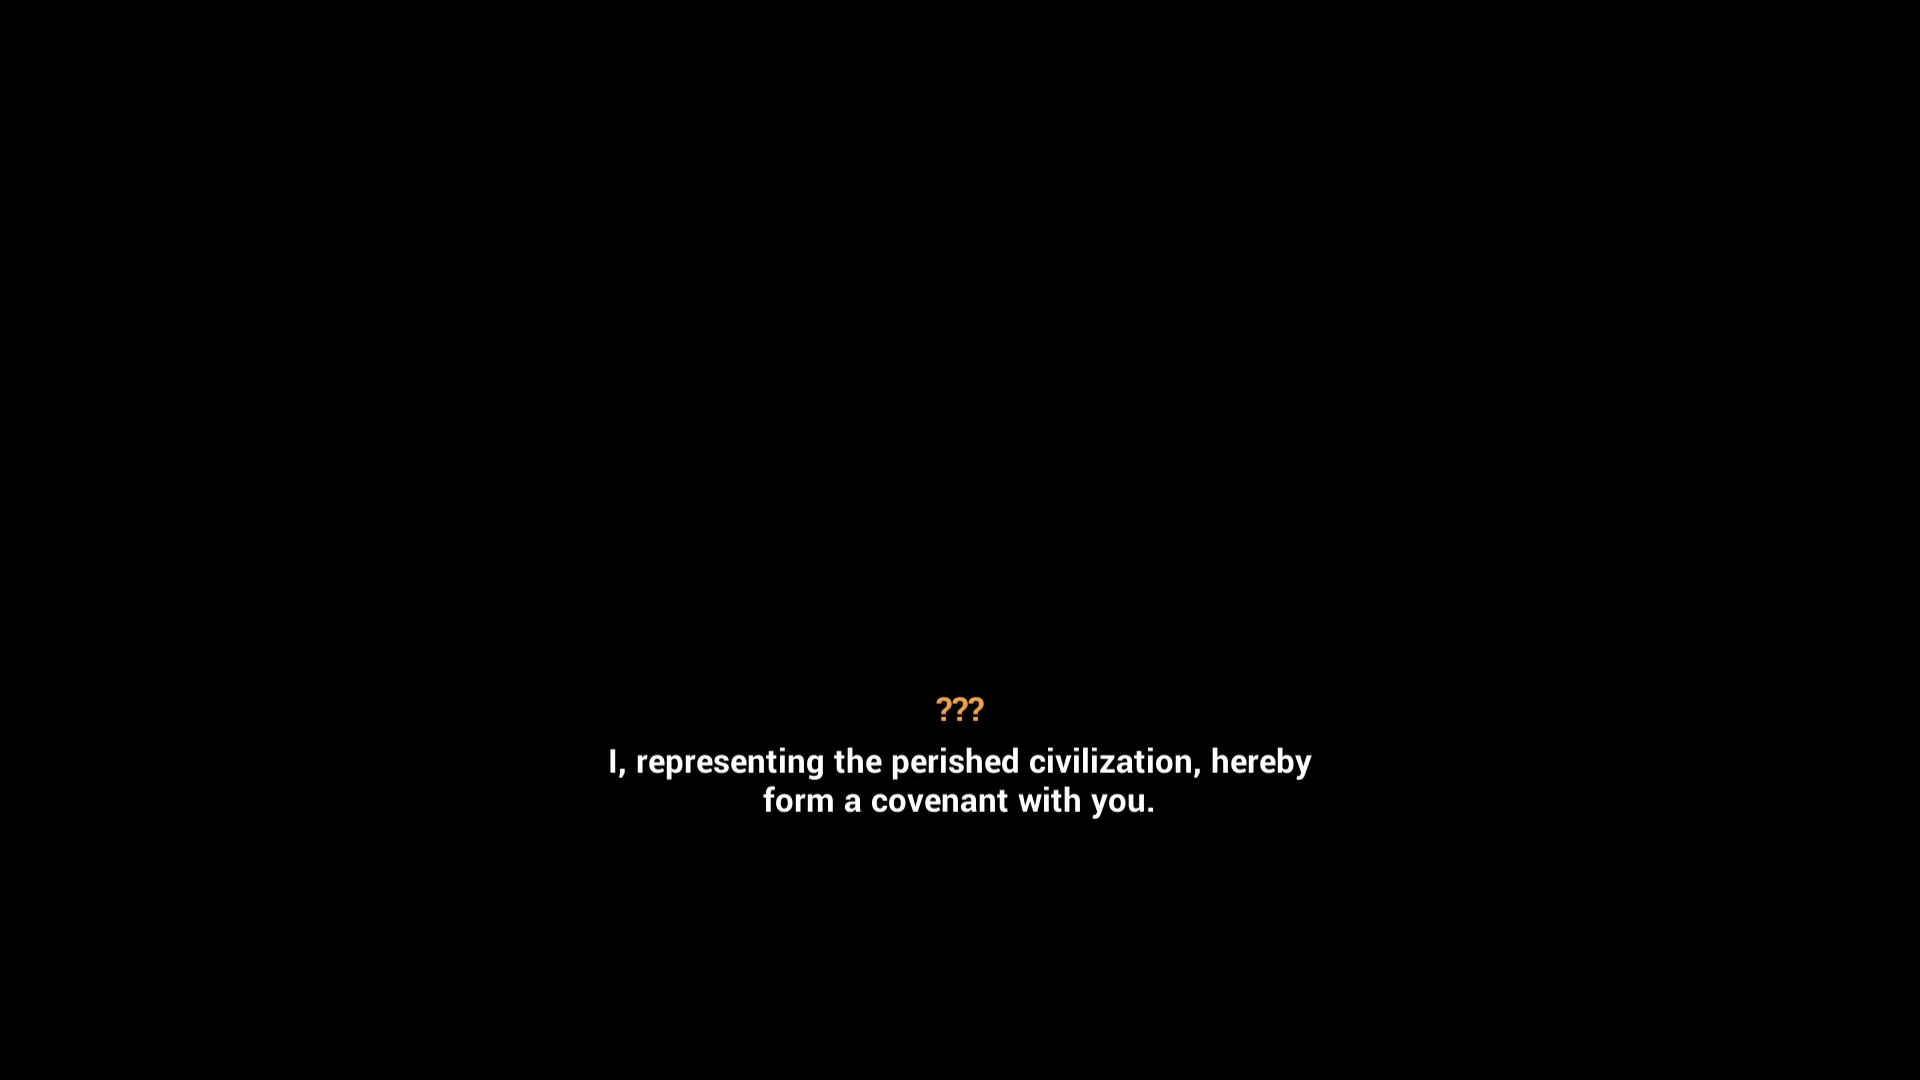 ???
I, representing the perished civilization, hereby
form a covenant with you.